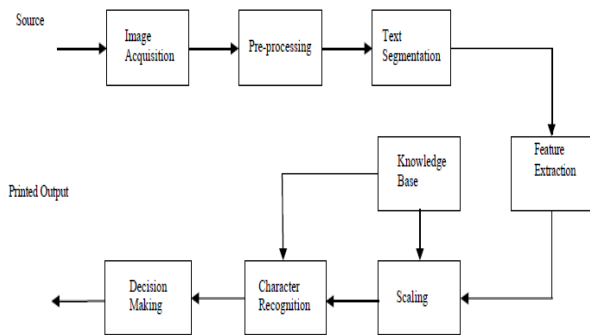 Source
Image
Acquisition
Pre-processing
Text
Segmentation
Feature
Extraction
Knowledge
Base
Printed Output
Decision
Making
Character
Recognition
Scaling